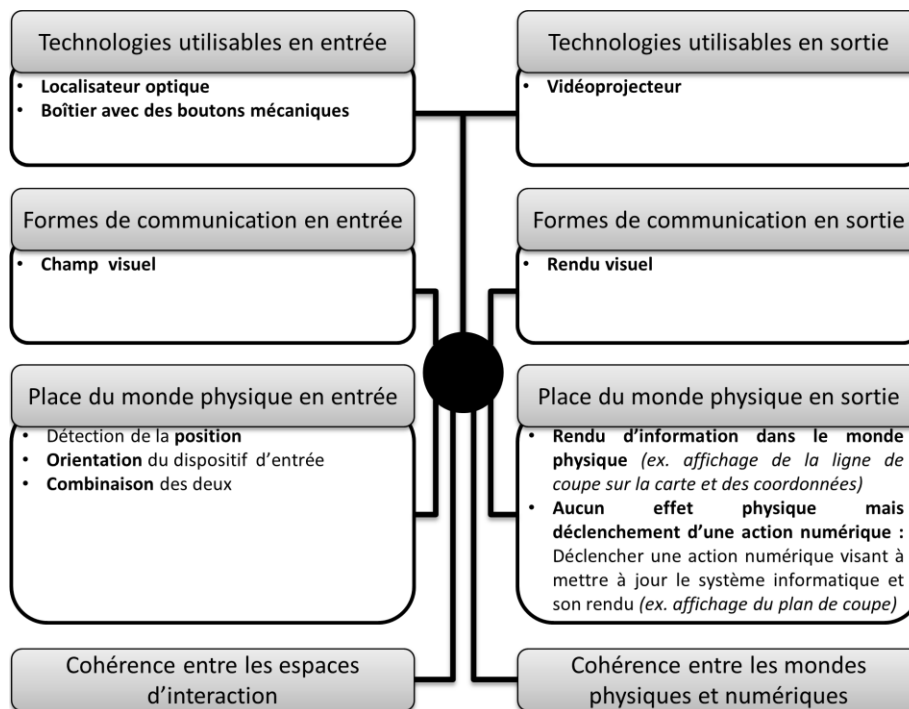 Technologies utilisables en entrée
• Localisateur optique
• Boîtier avec des boutons mécaniques
Technologies utilisables en sortie
• Vidéoprojecteur
Formes de communication en entrée
• Champ visuel
Formes de communication en sortie
• Rendu visuel
Place du monde physique en entrée
• Détection de la position
• Orientation du dispositif d’entrée
• Combinaison des deux
Place du monde physique en sortie
• Rendu d’information dans le monde
physique (ex. affichage de la ligne de
coupe sur la carte et des coordonnées)
• Aucun effet physique mais
déclenchement d’une action numérique :
Déclencher une action numérique visant à
mettre à jour le système informatique et
son rendu (ex. affichage du plan de coupe)
Cohérence entre les espaces
d’interaction
Cohérence entre les mondes
physiques et numériques